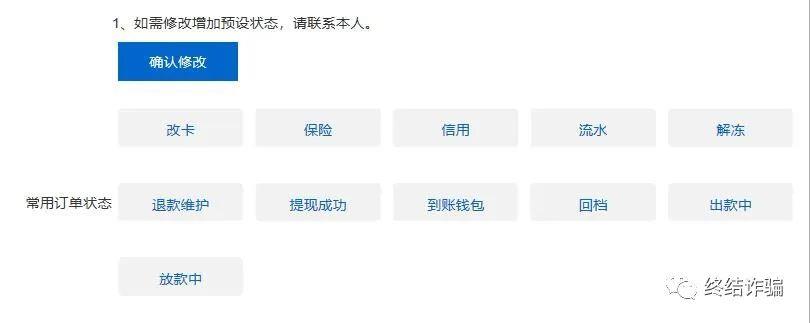 1、如需修改增加预设状态，请联系本人。
确认修改
改卡 保险 信用 流水 解冻
常用订单状态 退款维护 提现成功 到账钱包 回档 出款中
放款中
终结诈骗